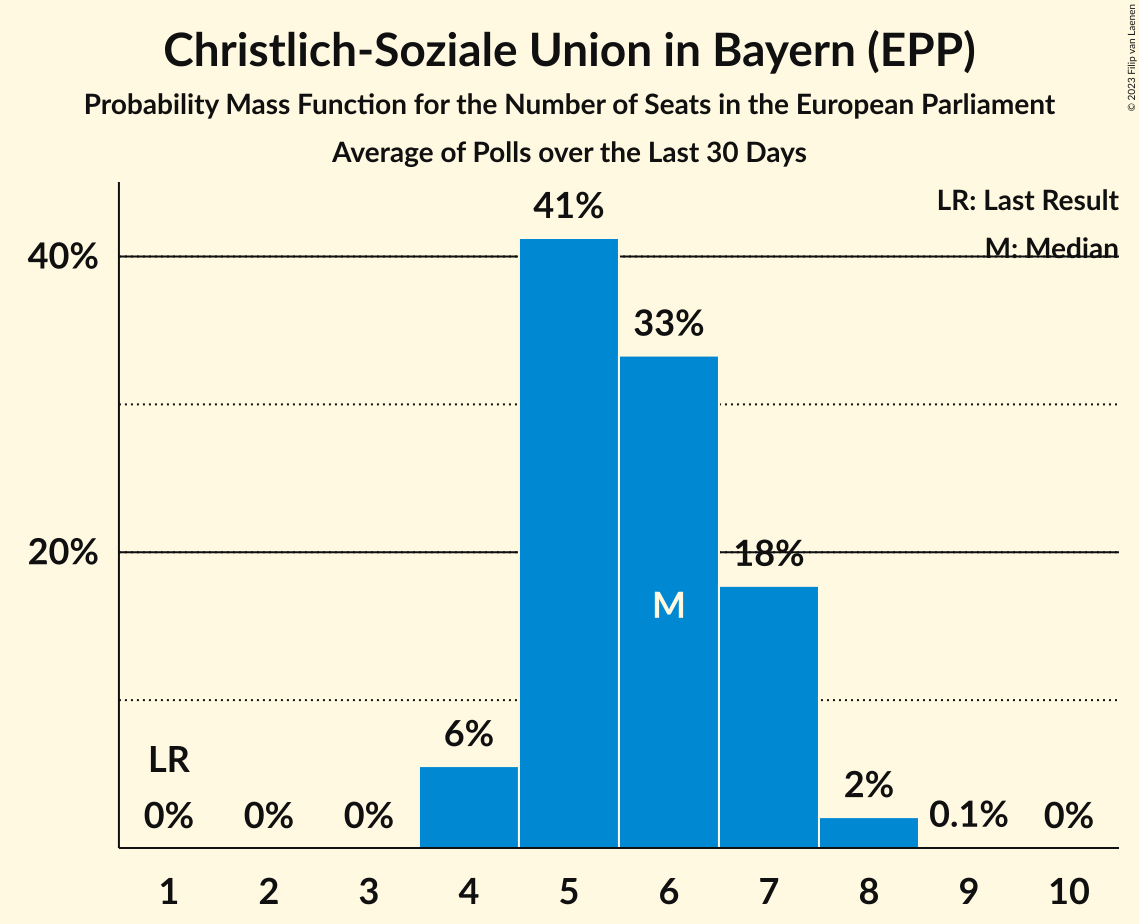 Christlich-Soziale Union in Bayern (EPP)
Probability Mass Function for the Number of Seats in the European Parliament
Average of Polls over the Last 30 Days
© 2023 Filip van Laenen
LR: Last Result
M: Median
41%
40%
33%
20%
18%
M
6%
LR
2%
0% 0% 0% 0.1% 0%
1 2 3 4 5 6 7 8 9 10